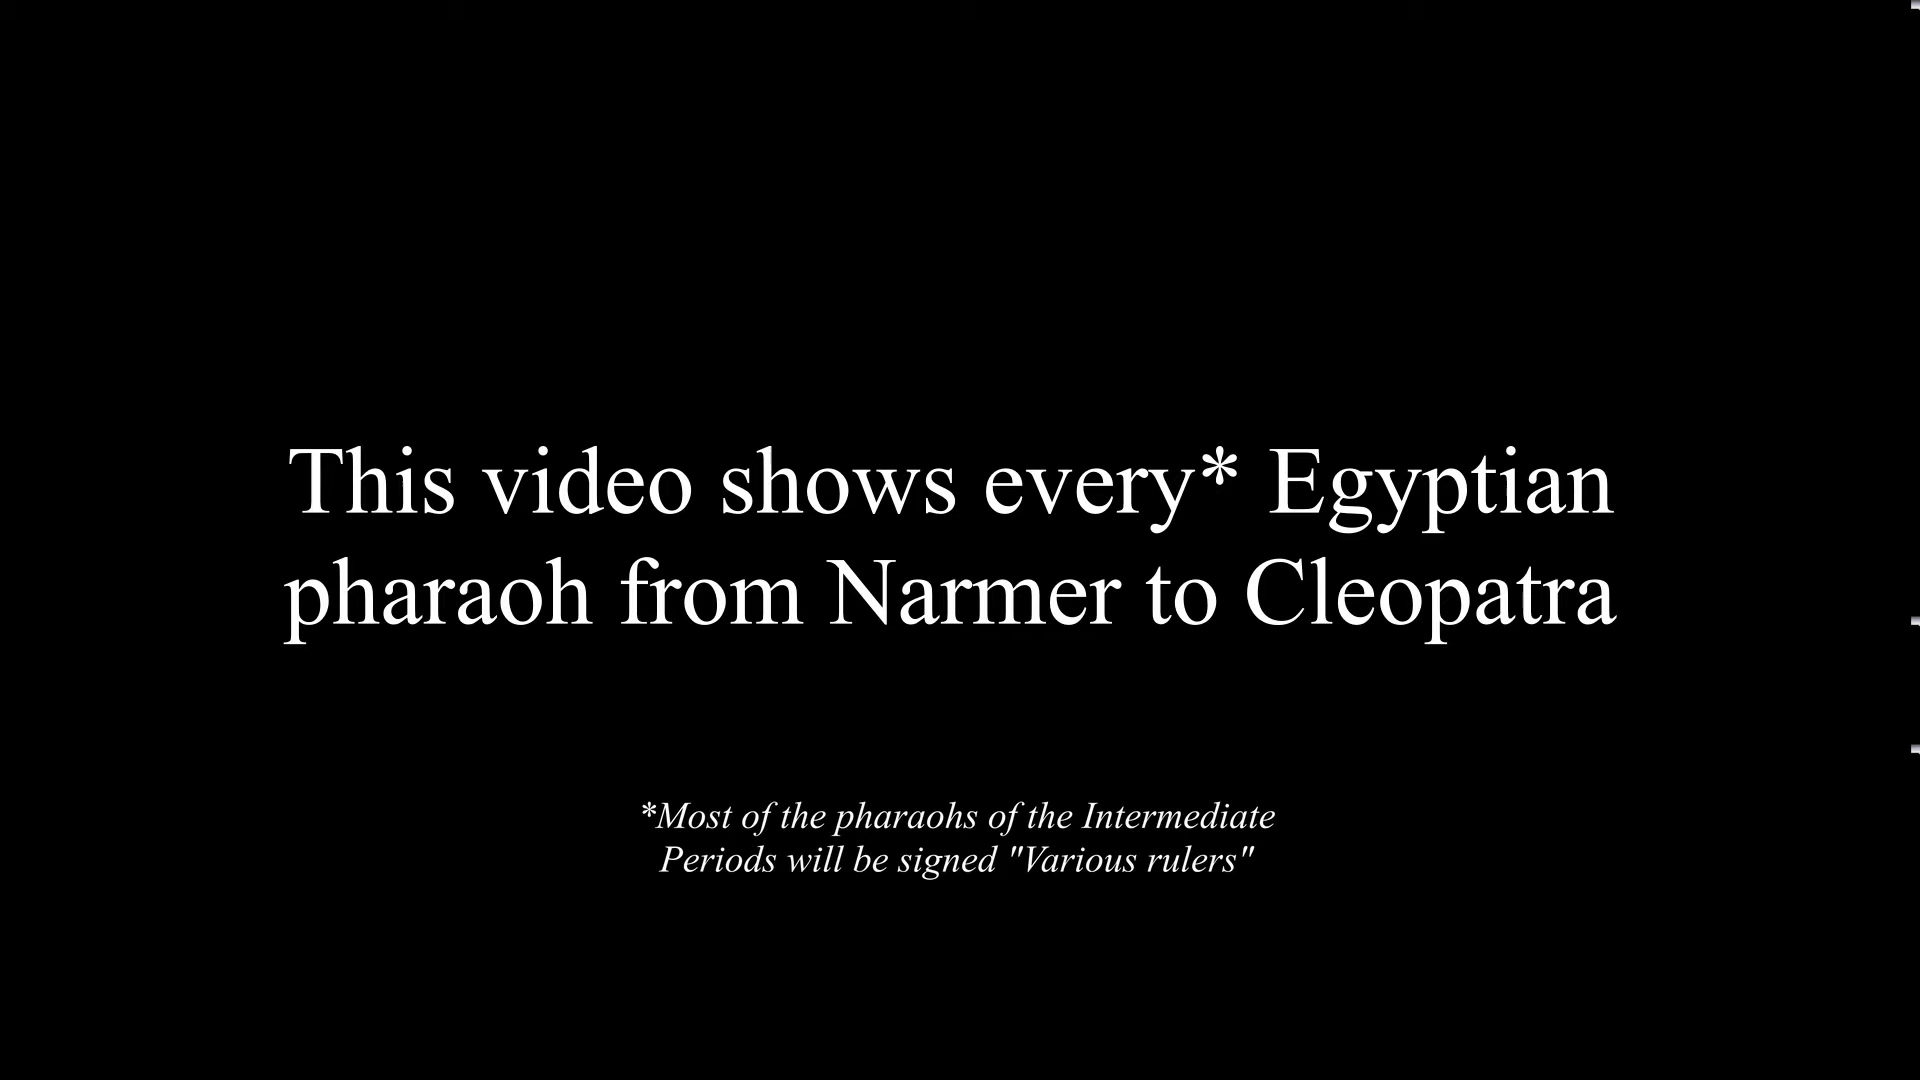 This video shows every* Egyptian
pharaoh from Narmer to Cleopatra
*Most of the pharaohs of the Intermediate
Periods will be signed "Various rulers"